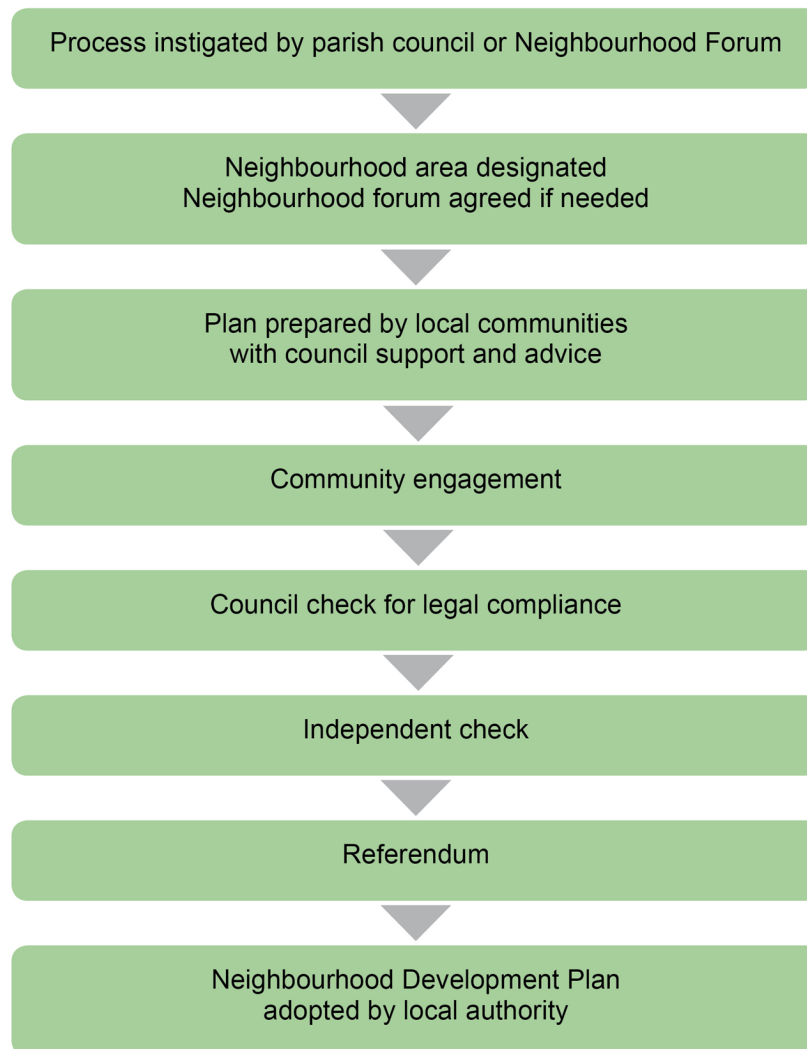 Process instigated by parish council or Neighbourhood Forum
Neighbourhood area designated
Neighbourhood forum agreed if needed
Plan prepared by local communities
with council support and advice
Community engagement
Council check for legal compliance
Independent check
Referendum
Neighbourhood Development Plan
adopted by local authority